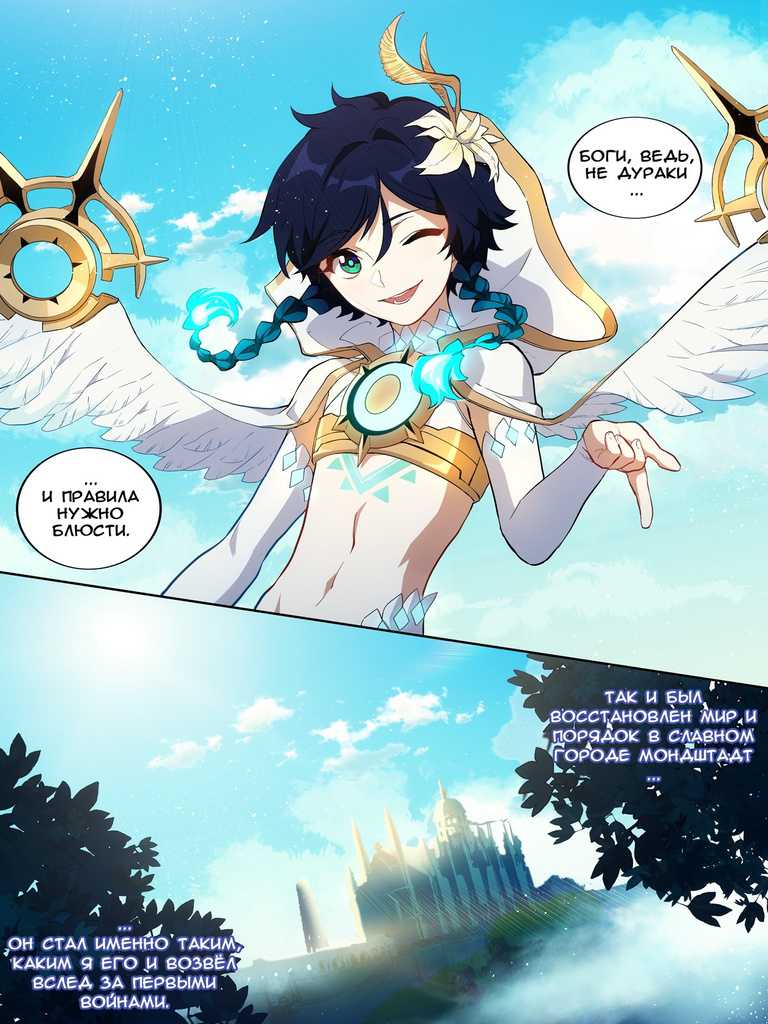 БОГИ, ВЕДЬ,
НЕ ДУРАКИ
...
...
И ПРАВИЛА
НУЖНО
БЛЮСТИ.
ТАК И БЫЛ
ВОССТАНОВЛЕН МИР И
ПОРЯДОК В СЛАВНОМ
ГОРОДЕ МОНДШТАДТ
...
...
ОН СТАЛ ИМЕННО ТАКИМ,
КАКИМ Я ЕГО И ВОЗВЁЛ
ВСЛЕД ЗА ПЕРВЫМИ
ВОЙНАМИ.